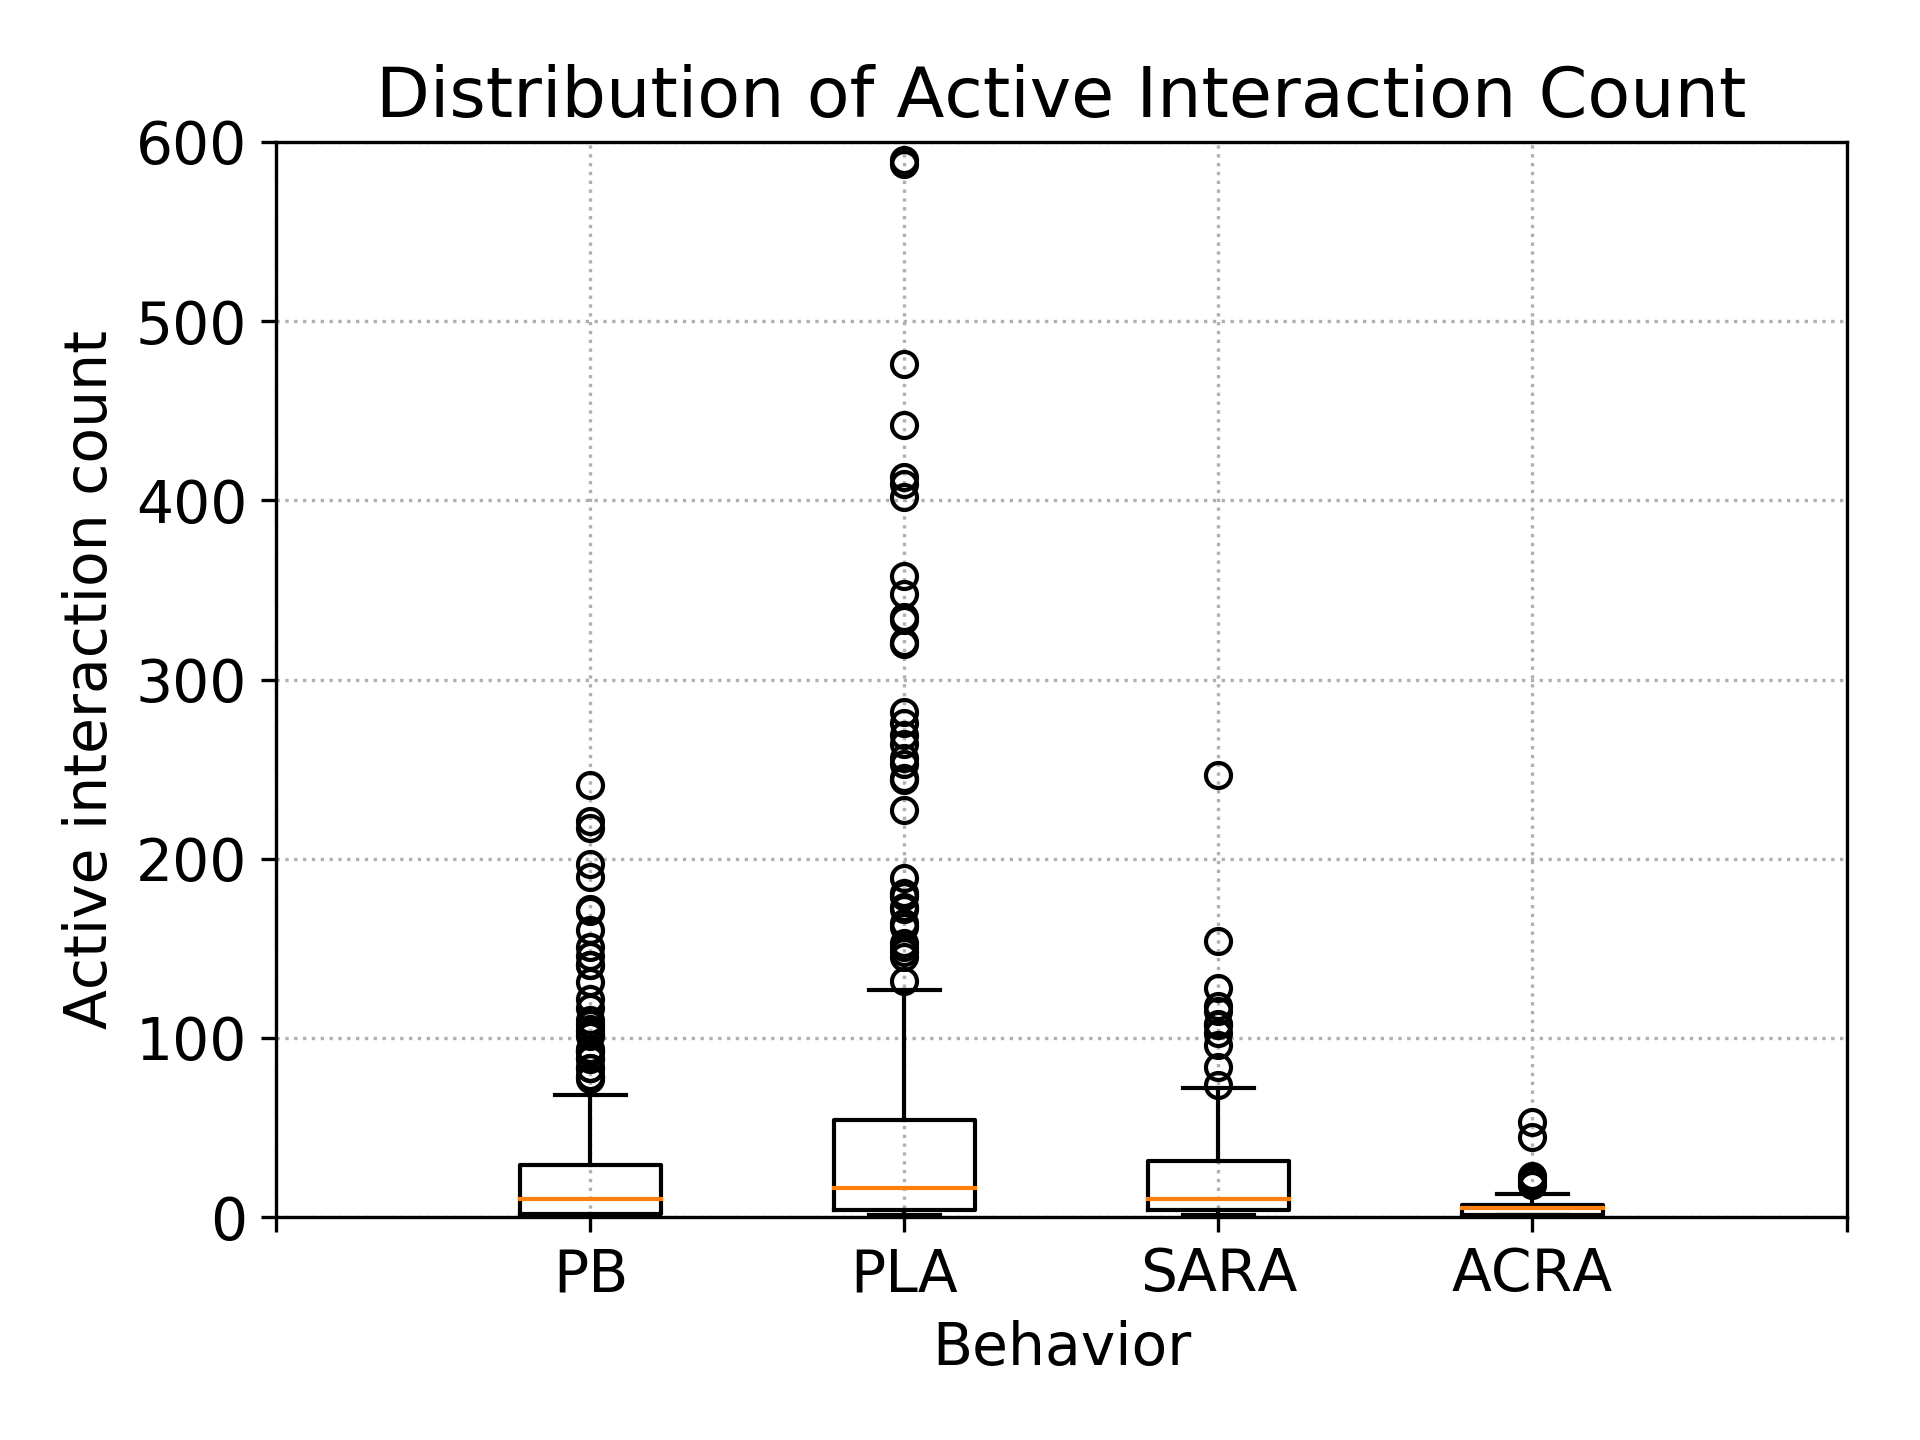 Distribution of Active Interaction Count
600
500
400
300
200
100
0
Active interaction count
PB PLA SARA ACRA
Behavior